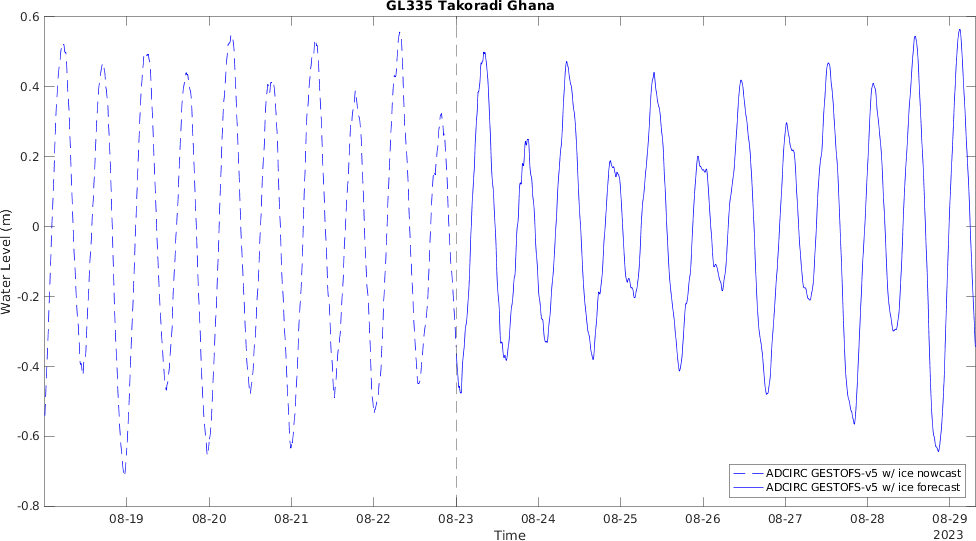 GL335 Takoradi Ghana
0.6
0.4
0.2
0
-0.2
-0.4
-0.6
-0.8
Water Level (m)
ADCIRC GESTOFS-v5 w/ ice nowcast
ADCIRC GESTOFS-v5 w/ ice forecast
08-19 08-20 08-21 08-22 08-23 08-24 08-25 08-26 08-27 08-28 08-29
Time 2023